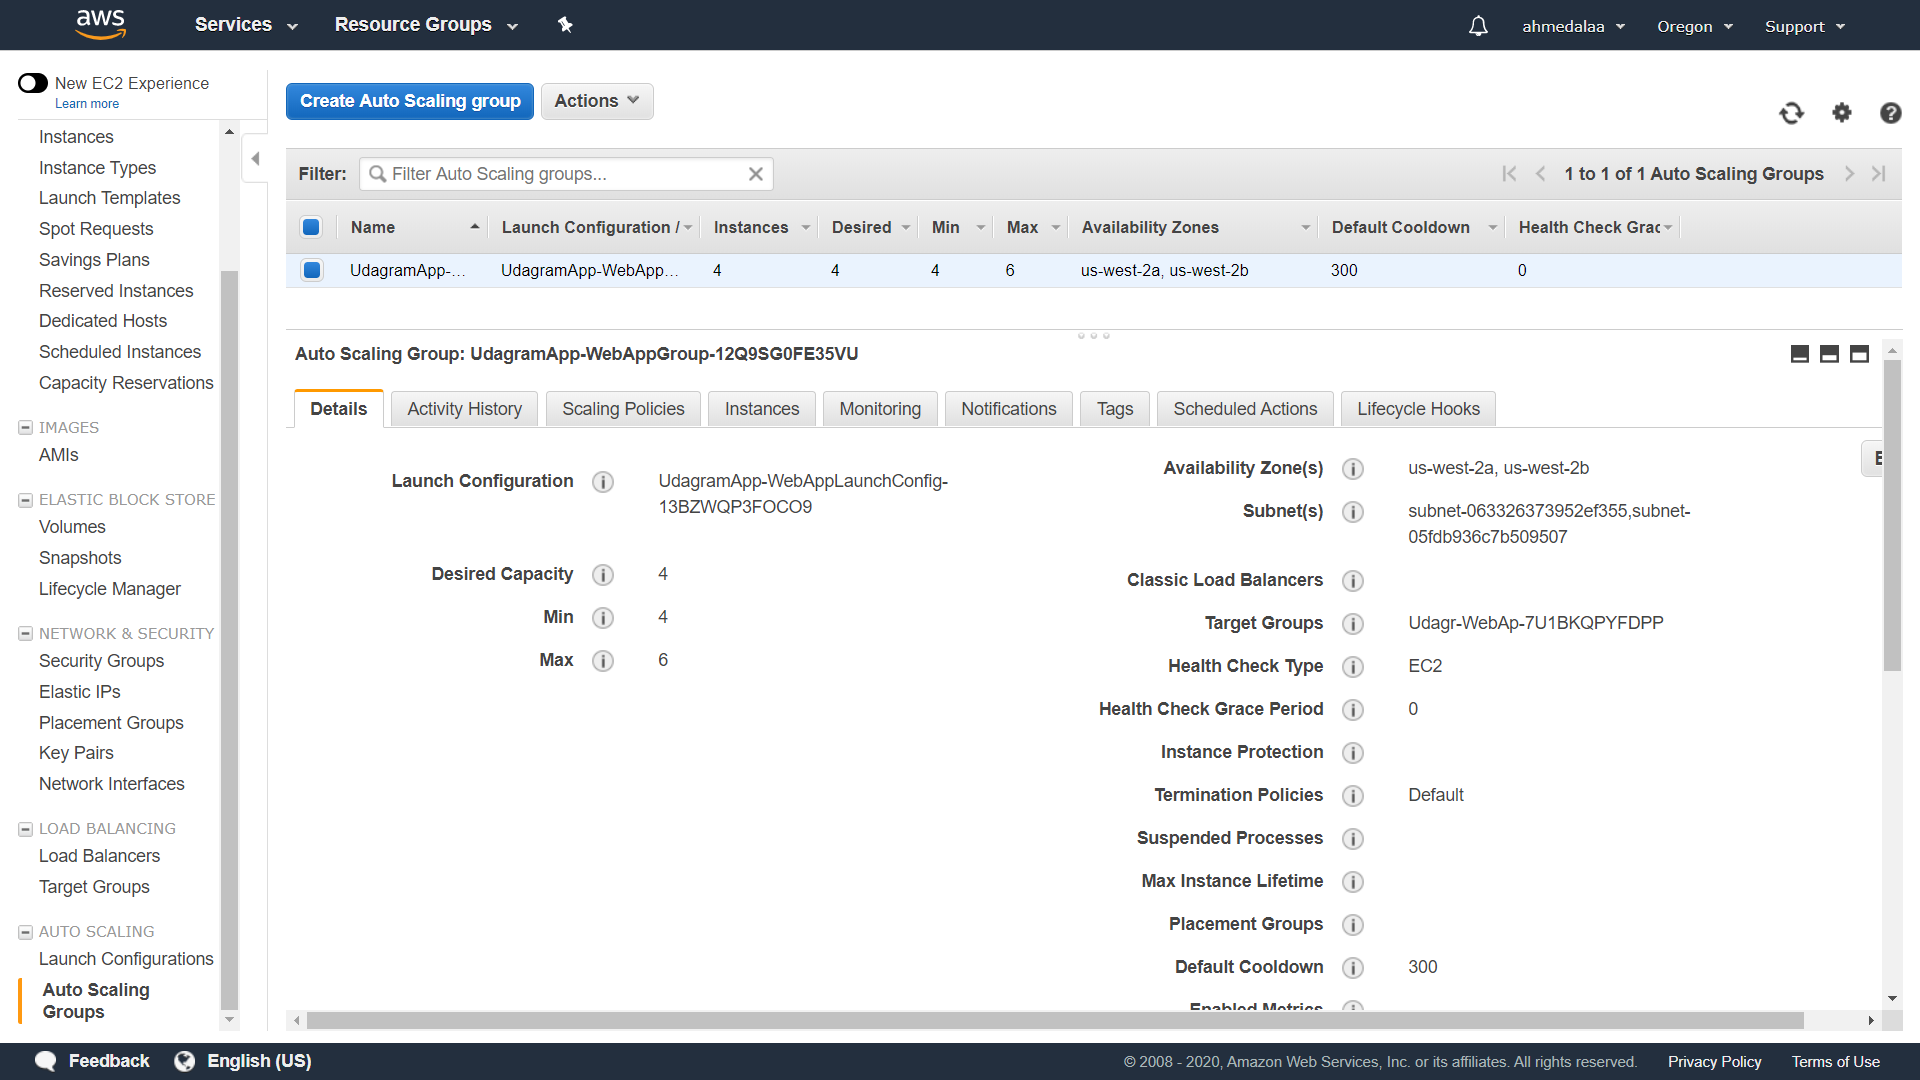 aws Services Resource Groups ahmedalaa Oregon Support
New EC2 Experience
Learn more
Instances
Instance Types
Launch Templates
Spot Requests
Savings Plans
Reserved Instances
Dedicated Hosts
Scheduled Instances
Capacity Reservations
IMAGES
AMIs
ELASTIC BLOCK STORE
Volumes
Snapshots
Lifecycle Manager
NETWORK & SECURITY
Security Groups
Elastic IPs
Placement Groups
Key Pairs
Network Interfaces
LOAD BALANCING
Load Balancers
Target Groups
AUTO SCALING
Launch Configurations
Auto Scaling
Groups
Create Auto Scaling group Actions
Filter: Filter Auto Scaling groups... 1 to 1 of 1 Auto Scaling Groups
Name Launch Configuration / Instances Desired Min Max Availability Zones Default Cooldown Health Check Grac
UdagramApp-... UdagramApp-WebApp... 4 4 4 6 us-west-2a, us-west-2b 300 0
Auto Scaling Group: UdagramApp-WebAppGroup-12Q9SG0FE35VU
Details Activity History Scaling Policies Instances Monitoring Notifications Tags Scheduled Actions Lifecycle Hooks
Launch Configuration UdagramApp-WebAppLaunchConfig-
13BZWQP3FOCO9
Desired Capacity 4
Min 4
Max 6
Availability Zone(s) us-west-2a, us-west-2b
Subnet(s) subnet-063326373952ef355,subnet-
05fdb936c7b509507
Classic Load Balancers
Target Groups Udagr-WebAp-7U1BKQPYFDPP
Health Check Type EC2
Health Check Grace Period 0
Instance Protection
Termination Policies Default
Suspended Processes
Max Instance Lifetime
Placement Groups
Default Cooldown 300
Enabled Metrics
Feedback English (US) © 2008 - 2020, Amazon Web Services, Inc. or its affiliates. All rights reserved. Privacy Policy Terms of Use